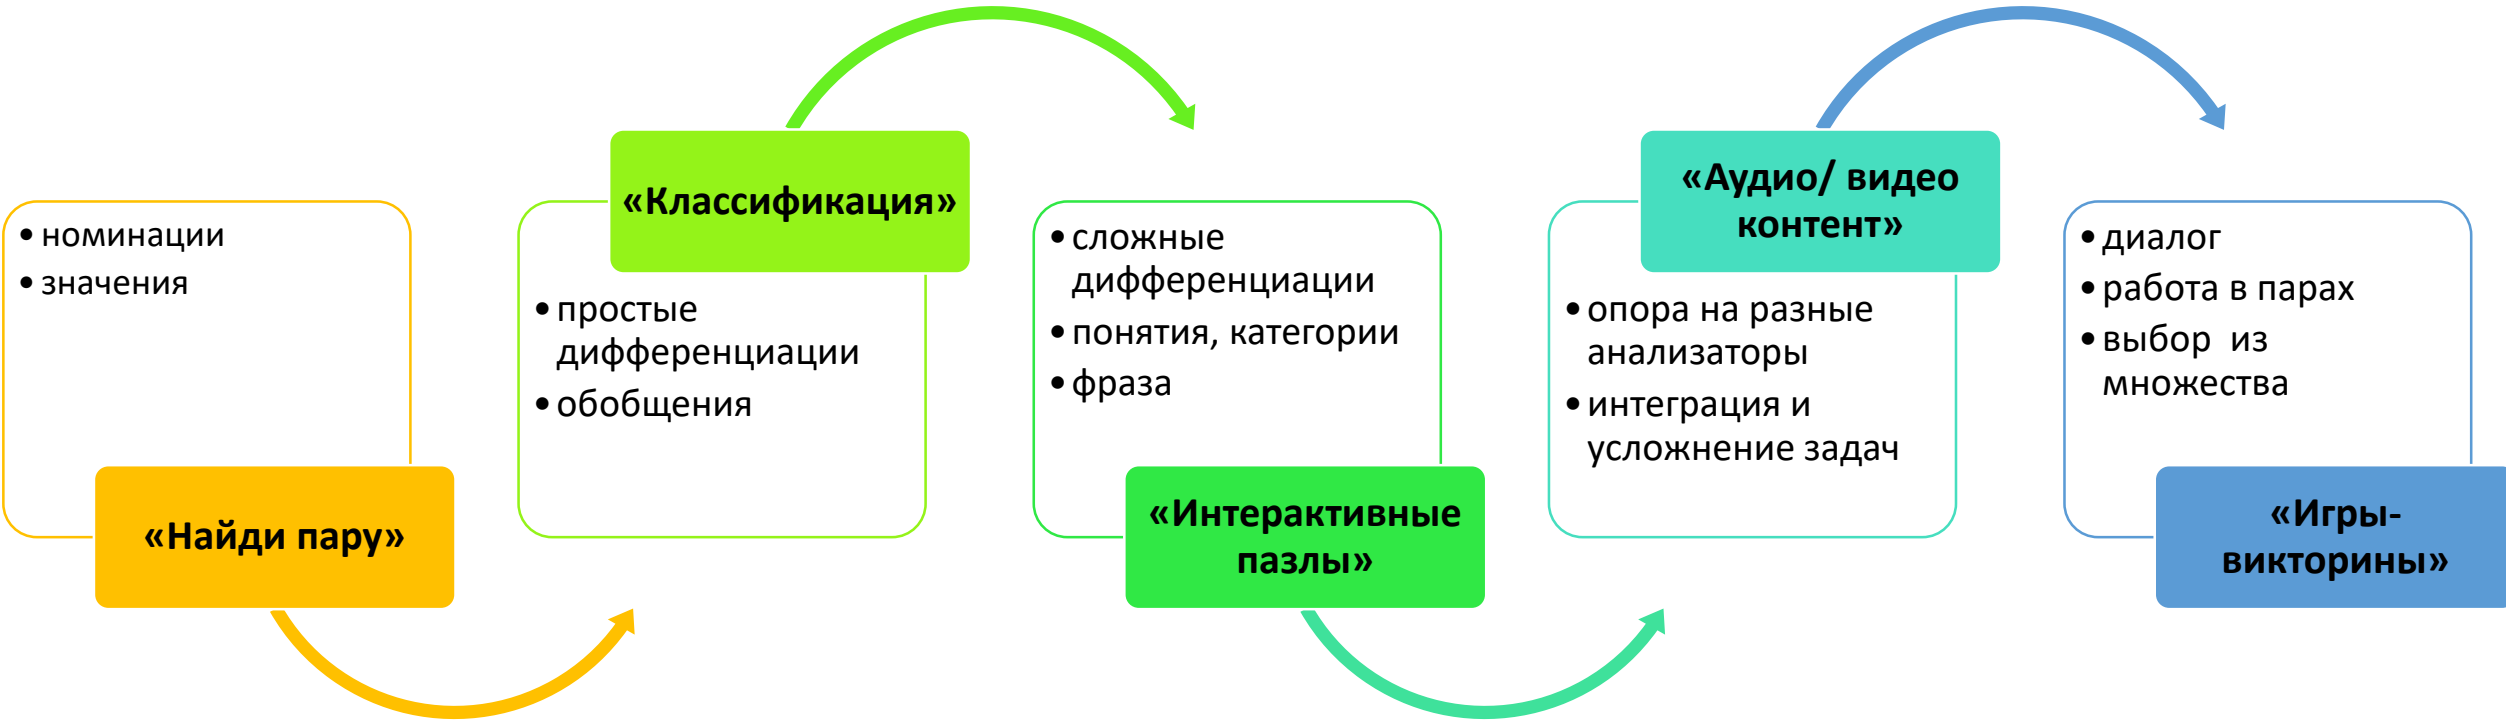 номинации
значения
«Найди пару»
«Классификация»
простые
дифференциации
обобщения
сложные
дифференциации
понятия, категории
фраза
«Интерактивные
пазлы»
«Аудио/ видео
контент»
опора на разные
анализаторы
интеграция и
усложнение задач
диалог
работа в парах
выбор  из
множества
«Игры-
викторины»